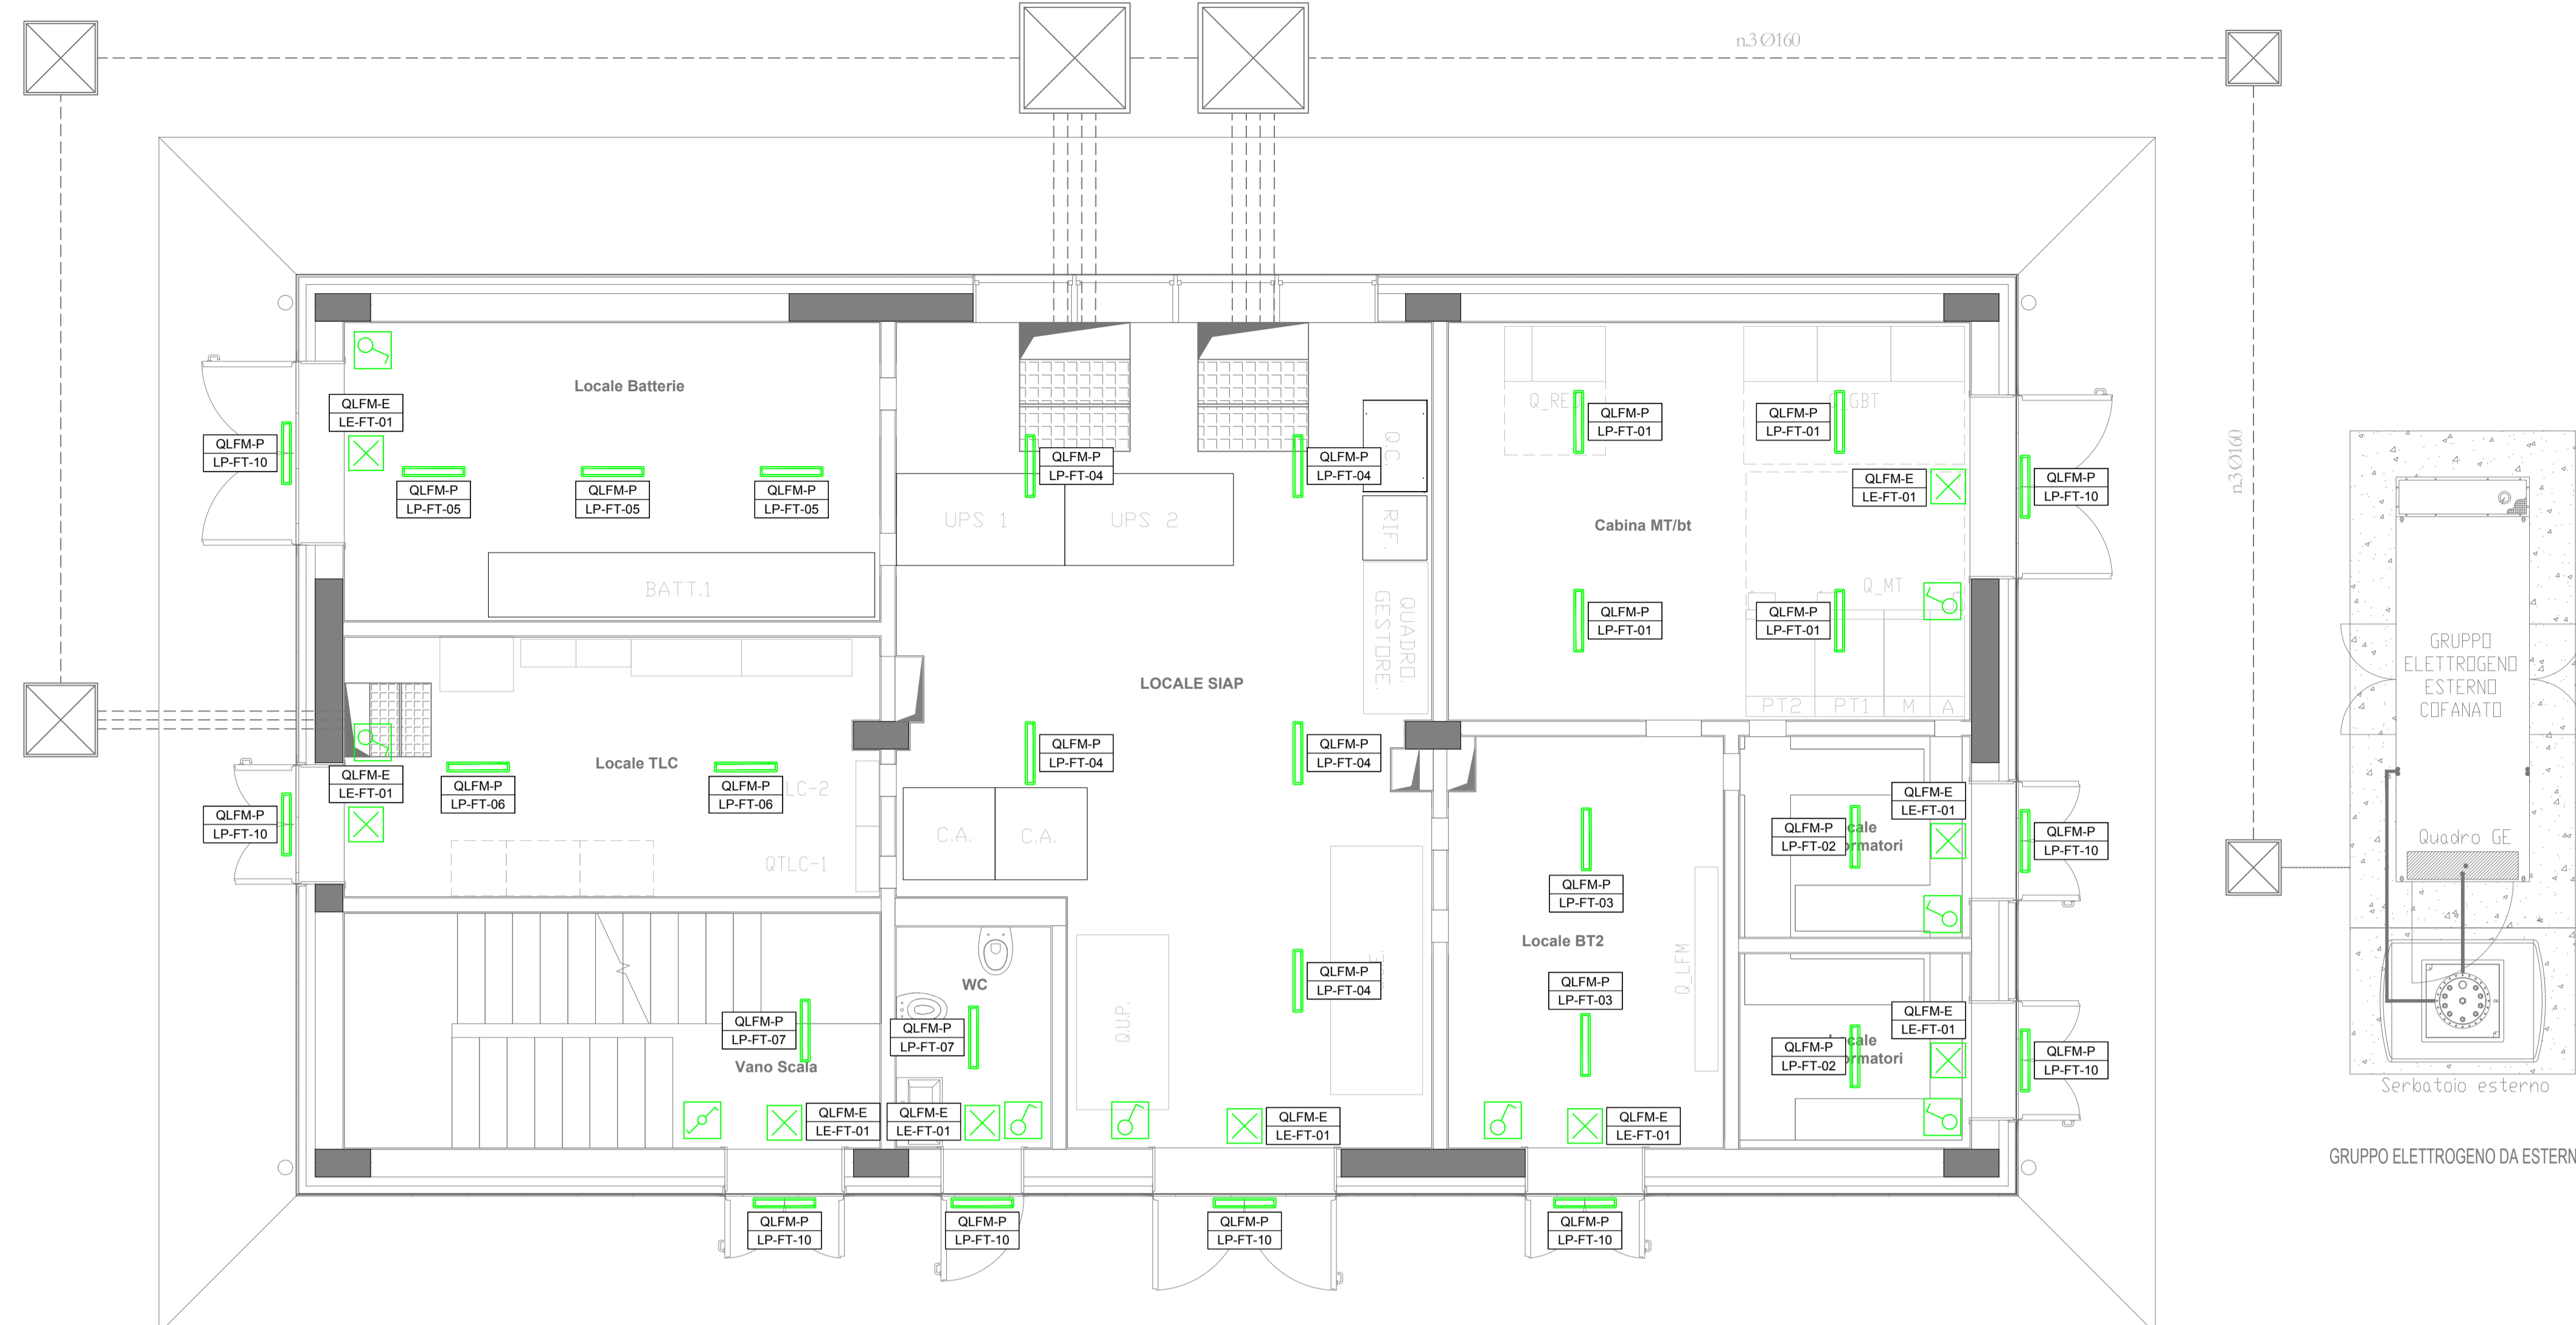 n.3 Ø160
Locale Batterie
QLFM-E
LE-FT-01
QLFM-P
LP-FT-10
QLFM-P
LP-FT-05
QLFM-P
LP-FT-05
QLFM-P
LP-FT-05
BATT.1
QLFM-P
LP-FT-04
QLFM-P
LP-FT-04
Q.C.
RIF.
UPS 1
UPS 2
QUADRO.
GESTORE.
LOCALE SIAP
Q_RED
QLFM-P
LP-FT-01
QLFM-P
LP-FT-01
GBT
QLFM-E
LE-FT-01
QLFM-P
LP-FT-10
Cabina MT/bt
Q_MT
QLFM-P
LP-FT-01
QLFM-P
LP-FT-01
PT2
PT1
M
A
n.3 Ø160
GRUPPO
ELETTROGENO
ESTERNO
COFANATO
Quadro GE
Serbatoio esterno
GRUPPO ELETTROGENO DA ESTERN
Locale TLC
QLFM-E
LE-FT-01
QLFM-P
LP-FT-10
QLFM-P
LP-FT-06
QLFM-P
LP-FT-06
LC-2
QTLC-1
QLFM-P
LP-FT-04
QLFM-P
LP-FT-04
C.A.
C.A.
QLFM-P
LP-FT-03
Locale BT2
QLFM-P
LP-FT-03
Q_LFM
QLFM-E
LE-FT-01
QLFM-P
LP-FT-02
cale
ormatori
QLFM-P
LP-FT-10
QLFM-E
LE-FT-01
QLFM-P
LP-FT-02
cale
ormatori
QLFM-P
LP-FT-10
QLFM-P
LP-FT-04
Q.U.P.
WC
QLFM-P
LP-FT-07
QLFM-P
LP-FT-07
Vano Scala
QLFM-E
LE-FT-01
QLFM-E
LE-FT-01
QLFM-E
LE-FT-01
QLFM-E
LE-FT-01
QLFM-P
LP-FT-10
QLFM-P
LP-FT-10
QLFM-P
LP-FT-10
QLFM-P
LP-FT-10